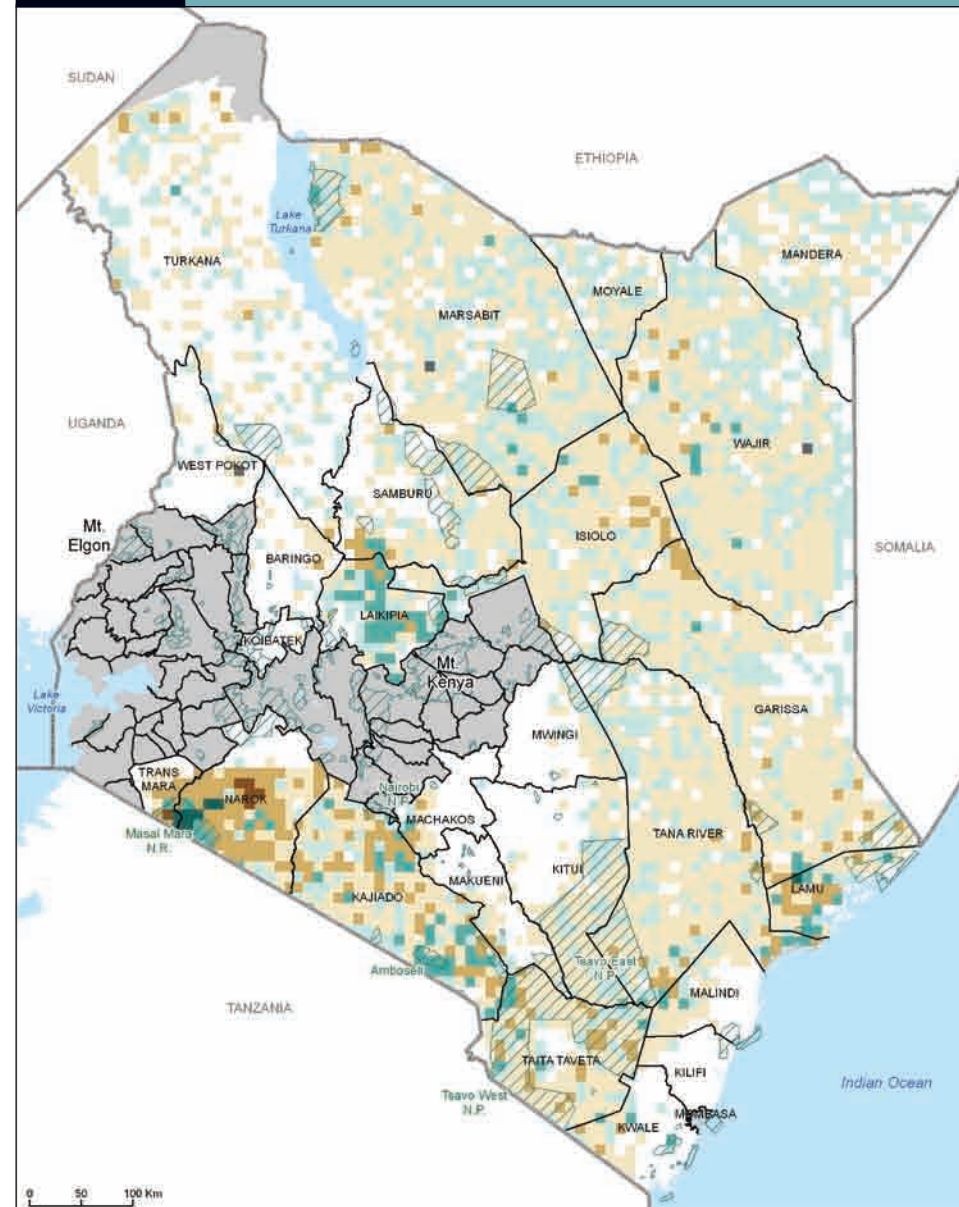 SUDAN
ETHIOPIA
Lake
Turkana
TURKANA
MANDERA
MOYALE
MARSABIT
UGANDA
WAJIR
WEST POKOT
SAMBURU
Mt.
Elgon
ISIOLO
SOMALIA
BARINGO
LAIKIPIA
KOIBATEK
Mt.
Kenya
Lake
Victoria
GARISSA
MWINGI
TRANS
MARA
NAROK
Nairobi
N.P.
MACHAKOS
TANA RIVER
Masai Mara
N.R.
KITUI
MAKUENI
LAMU
KAJIADO
Amboseli
Tsavo East
N.P.
MALINDI
TANZANIA
TAITA TAVETA
KILIFI
Indian Ocean
Tsavo West
N.P.
MOMBASA
KWALE
0 50 100 Km